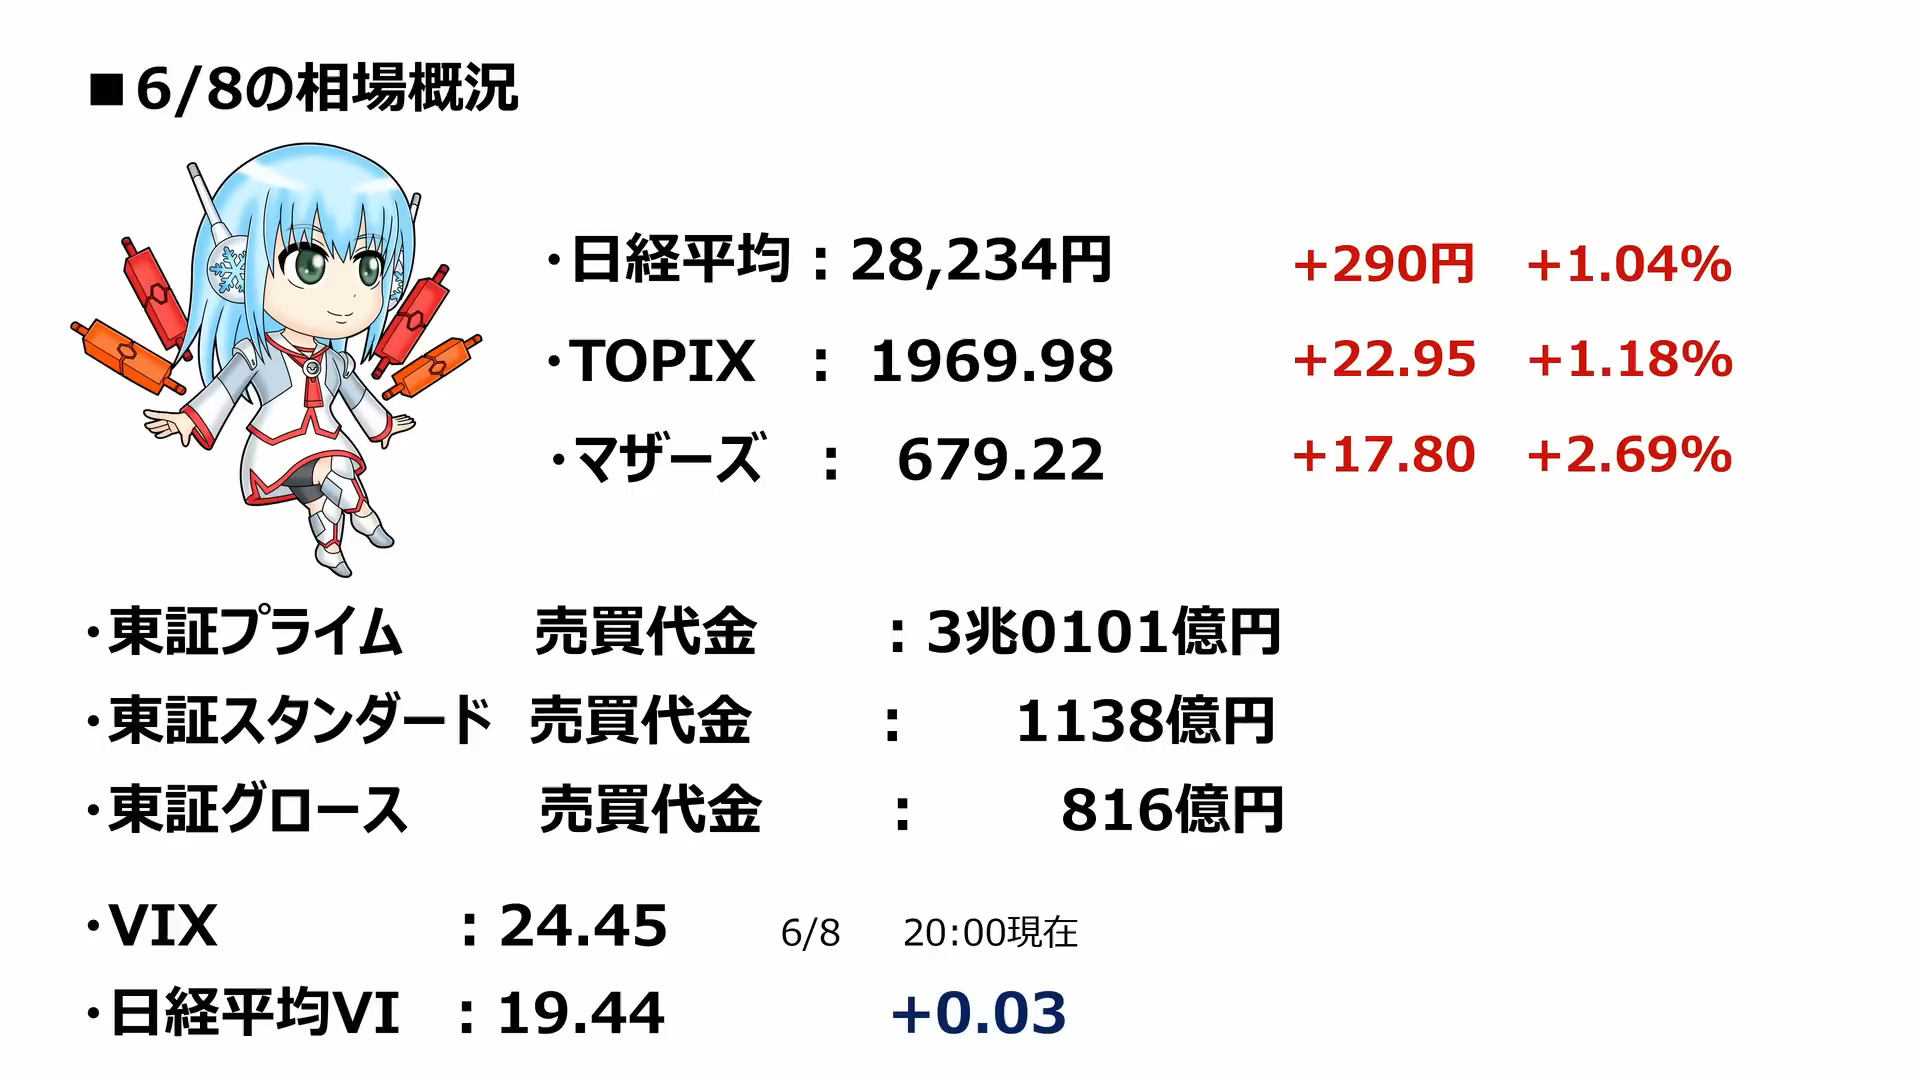 ■6/8の相場概況
・日経平均：28,234円 +290円 +1.04%
・TOPIX ： 1969.98 +22.95 +1.18%
・マザーズ ： 679.22 +17.80 +2.69%
・東証プライム 売買代金 ：3兆0101億円
・東証スタンダード 売買代金 ： 1138億円
・東証グロース 売買代金 ： 816億円
・VIX ：24.45 6/8 20:00現在
・日経平均VI ：19.44 +0.03